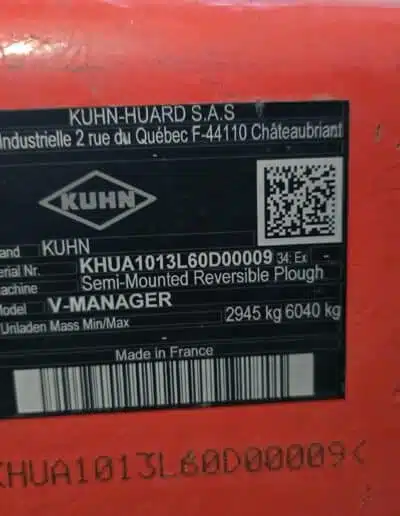 KUHN-HUARD S.A.S
Industrielle 2 rue du Québec F-44110 Châteaubriant
KUHN
and KUHN
erial Nr. KHUA1013L60D00009 34: Ex -
achine Semi-Mounted Reversible Plough
Model V-MANAGER
Unladen Mass Min/Max 2945 kg 6040 kg
Made in France
KHUA1013L60D00009<